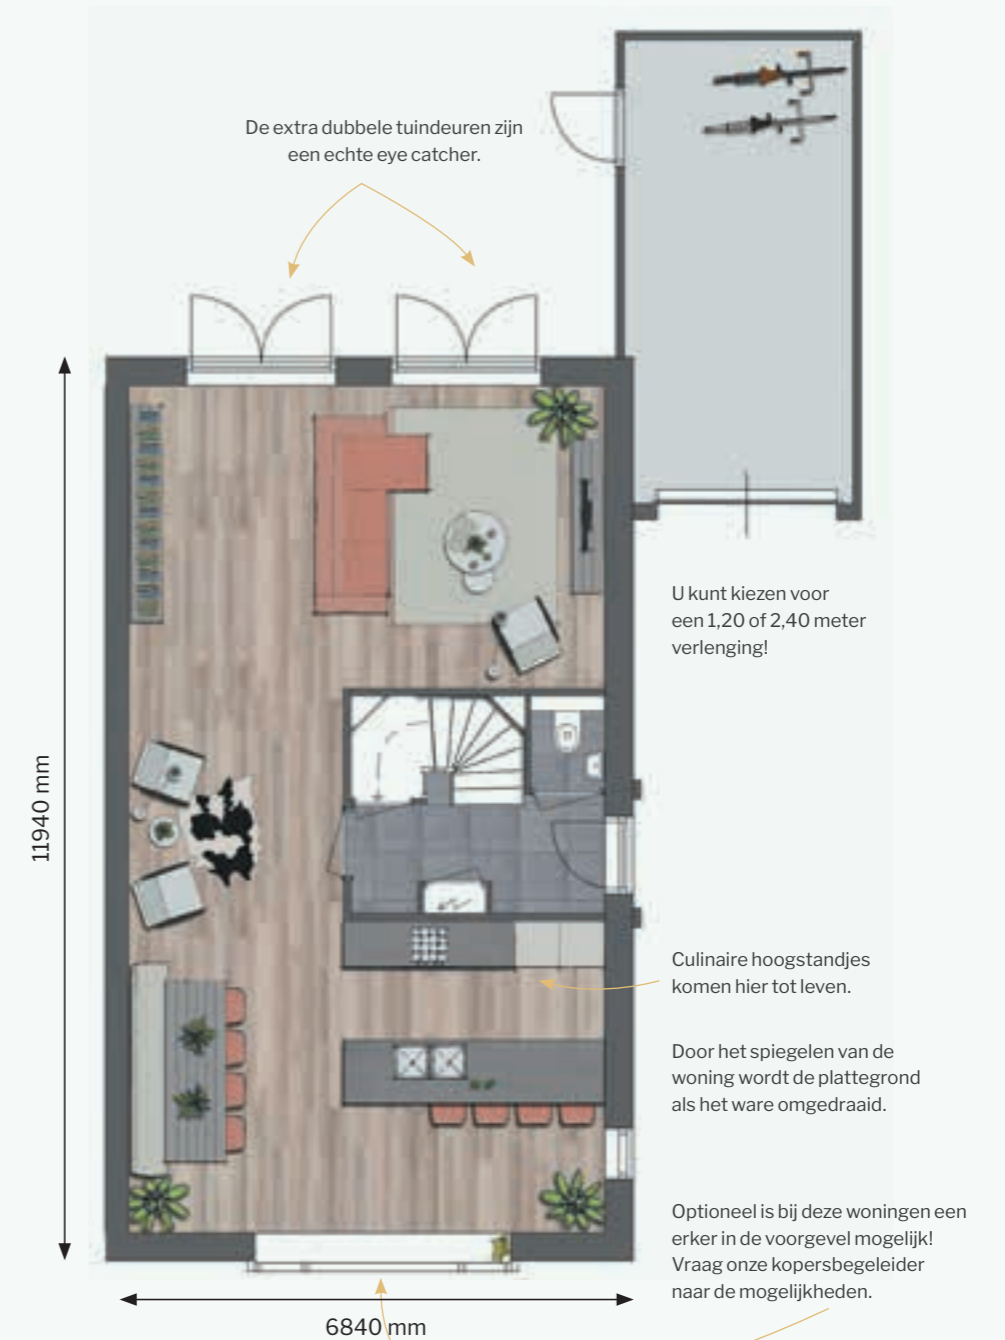 De extra dubbele tuindeuren zijn
een echte eye catcher.
U kunt kiezen voor
een 1,20 of 2,40 meter
verlenging!
11940 mm
Culinaire hoogstandjes
komen hier tot leven.
Door het spiegelen van de
woning wordt de plattegrond
als het ware omgedraaid.
Optioneel is bij deze woningen een
erker in de voorgevel mogelijk!
Vraag onze kopersbegeleider
naar de mogelijkheden.
6840 mm